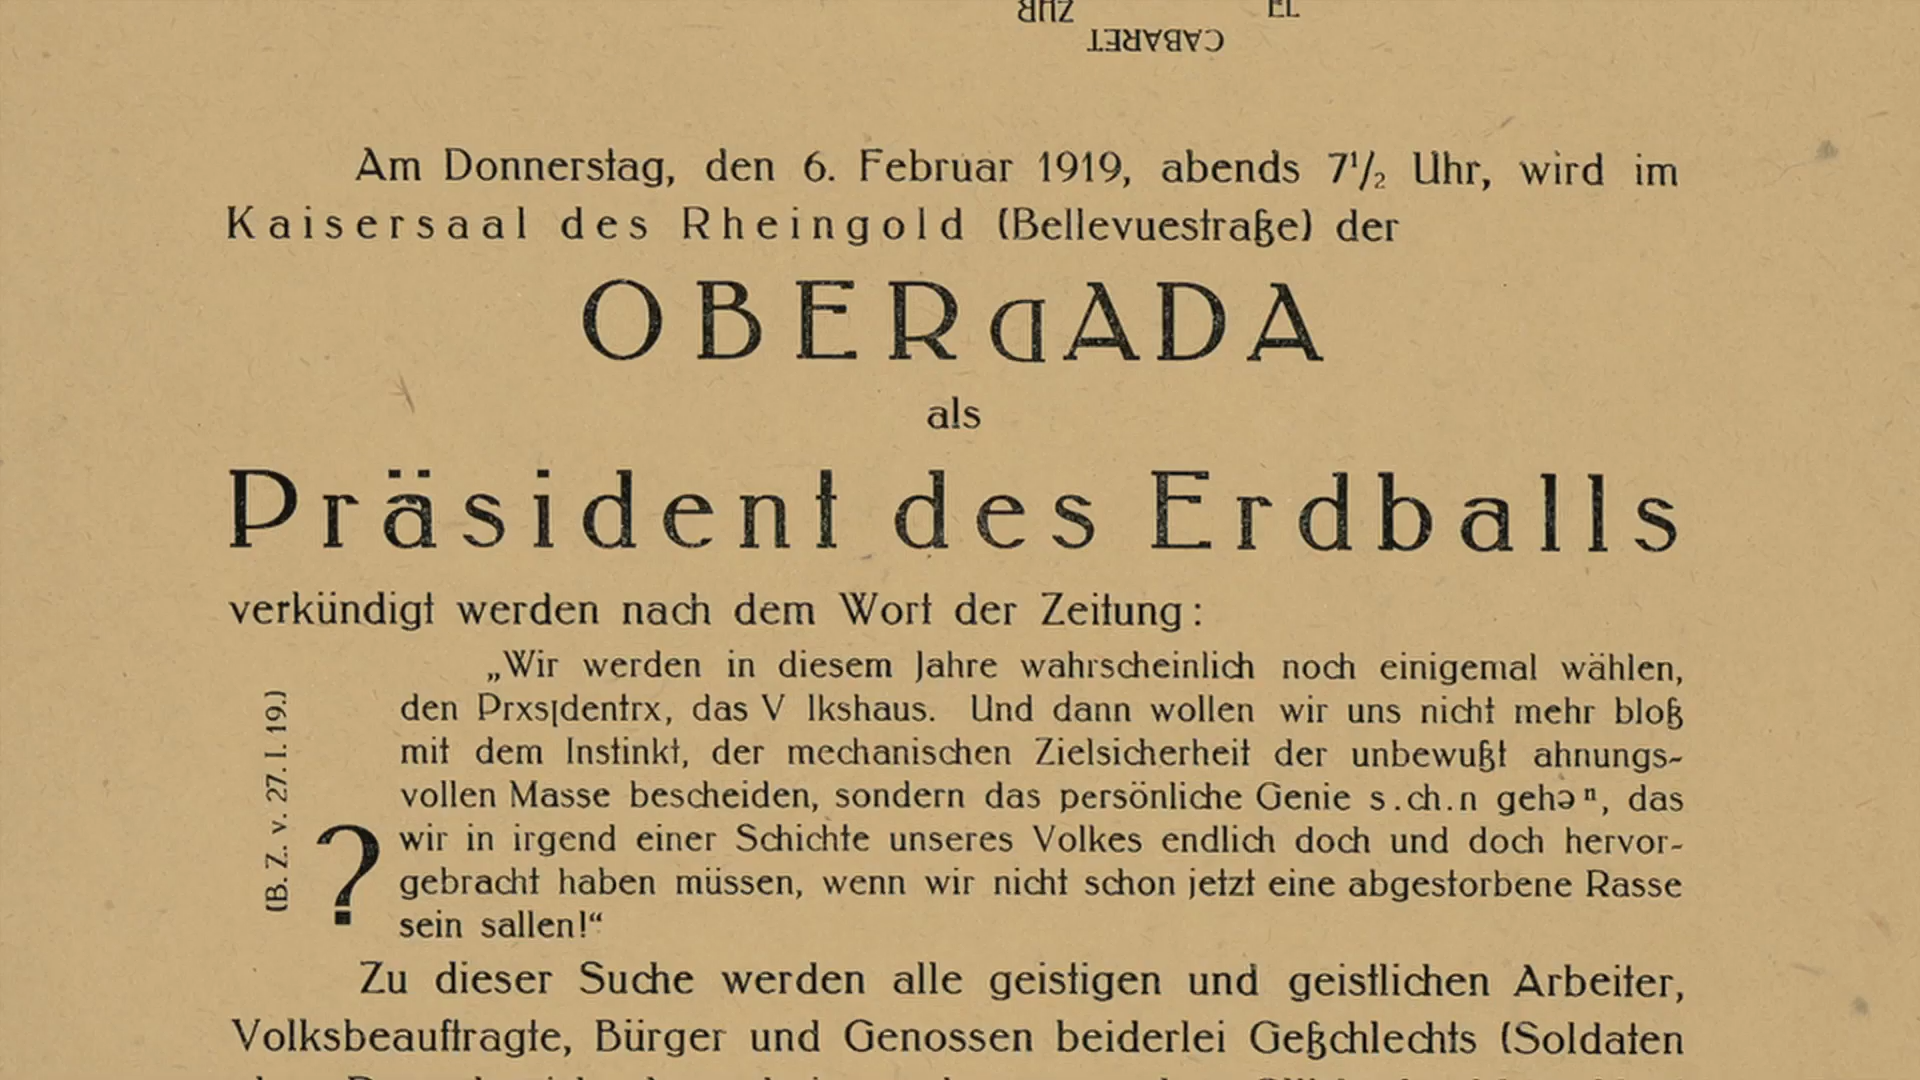 ZUR
CABARET
Am Donnerstag, den 6. Februar 1919, abends 7½ Uhr, wird im
Kaisersaal des Rheingold (Bellevuestraße) der
OBERdADA
als
Präsident des Erdballs
verkündigt werden nach dem Wort der Zeitung:
„Wir werden in diesem Jahre wahrscheinlich noch einigemal wählen,
den Prxsɩdentrx, das V lkshaus. Und dann wollen wir uns nicht mehr bloß
mit dem Instinkt, der mechanischen Zielsicherheit der unbewußt ahnungs-
vollen Masse bescheiden, sondern das persönliche Genie s.ch.n gehǝⁿ, das
wir in irgend einer Schichte unseres Volkes endlich doch und doch hervor-
gebracht haben müssen, wenn wir nicht schon jetzt eine abgestorbene Rasse
sein sallen!“
?
(B. Z. v. 27. I. 19.)
Zu dieser Suche werden alle geistigen und geistlichen Arbeiter,
Volksbeauftragte, Bürger und Genossen beiderlei Geßchlechts (Soldaten